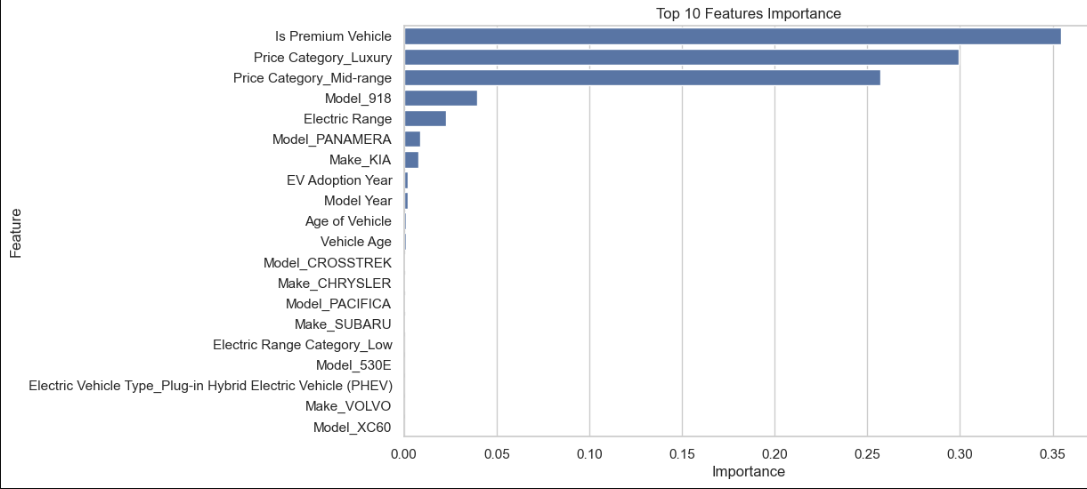 Top 10 Features Importance
Is Premium Vehicle
Price Category_Luxury
Price Category_Mid-range
Model_918
Electric Range
Model_PANAMERA
Make_KIA
EV Adoption Year
Model Year
Age of Vehicle
Vehicle Age
Model_CROSSTREK
Make_CHRYSLER
Model_PACIFICA
Make_SUBARU
Electric Range Category_Low
Model_530E
Electric Vehicle Type_Plug-in Hybrid Electric Vehicle (PHEV)
Make_VOLVO
Model_XC60
Feature
0.00 0.05 0.10 0.15 0.20 0.25 0.30 0.35
Importance